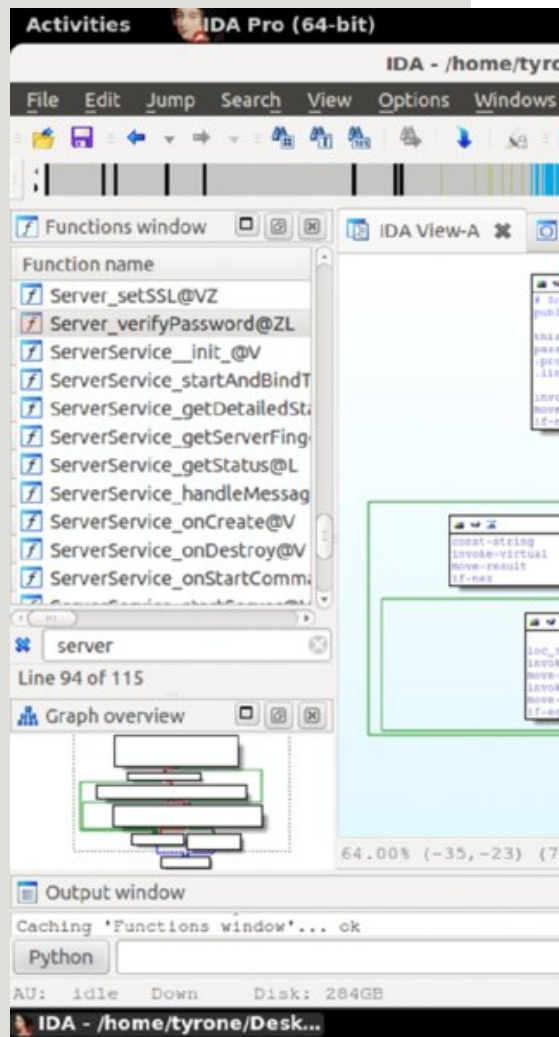 Activities IDA Pro (64-bit)
IDA - /home/tyro
File Edit Jump Search View Options Windows
Functions window
IDA View-A
Function name
Server_setSSL@VZ
Server_verifyPassword@ZL
ServerService__init_@V
ServerService_startAndBindT
ServerService_getDetailedSta
ServerService_getServerFing
ServerService_getStatus@L
ServerService_handleMessag
ServerService_onCreate@V
ServerService_onDestroy@V
ServerService_onStartComma
const-string
invoke-virtual
move-result
if-nez
server
Line 94 of 115
Graph overview
64.00% (-35,-23) (7
Output window
Caching 'Functions window'... ok
Python
AU: idle Down Disk: 284GB
IDA - /home/tyrone/Desk...